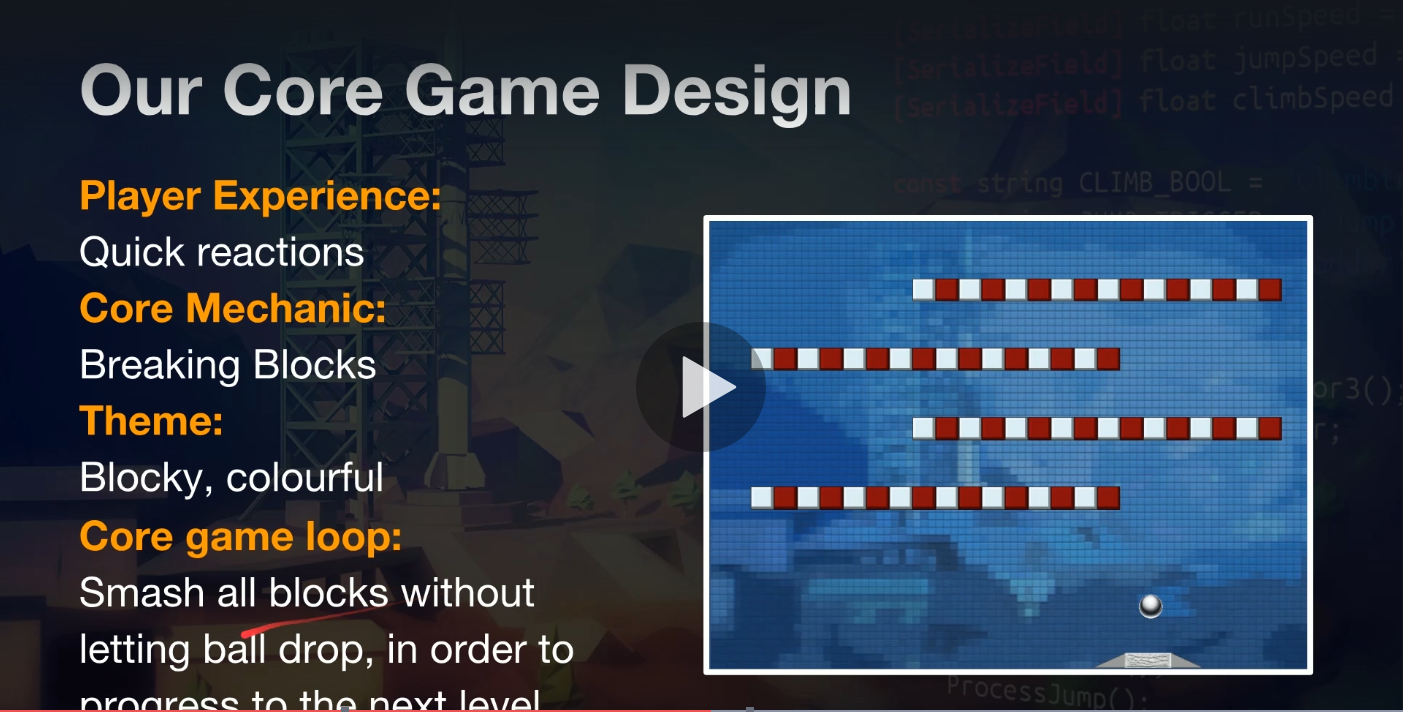 Our Core Game Design
Player Experience:
Quick reactions
Core Mechanic:
Breaking Blocks
Theme:
Blocky, colourful
Core game loop:
Smash all blocks without
letting ball drop, in order to
progress to the next level
[SerializeField] float runSpeed =
[SerializeField] float jumpSpeed
[SerializeField] float climbSpeed
const string CLIMB_BOOL =
or3();
r;
ProcessJump();